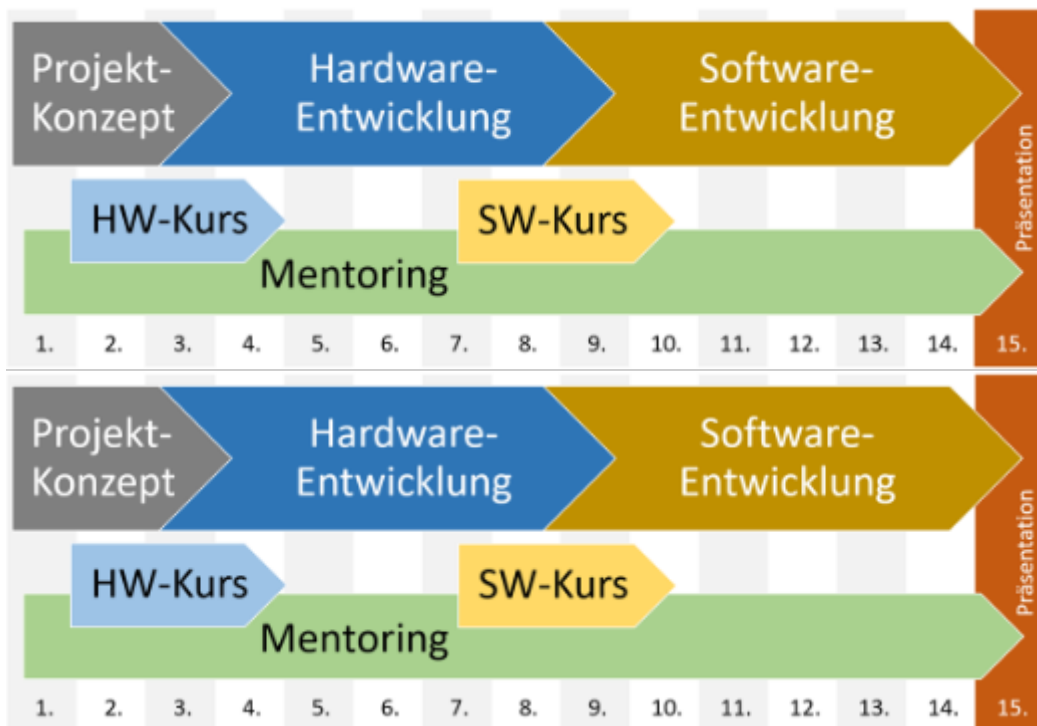 Projekt-
Konzept
Hardware-
Entwicklung
Software-
Entwicklung
Präsentation
HW-Kurs
SW-Kurs
Mentoring
1. 2. 3. 4. 5. 6. 7. 8. 9. 10. 11. 12. 13. 14. 15.
Projekt-
Konzept
Hardware-
Entwicklung
Software-
Entwicklung
Präsentation
HW-Kurs
SW-Kurs
Mentoring
1. 2. 3. 4. 5. 6. 7. 8. 9. 10. 11. 12. 13. 14. 15.